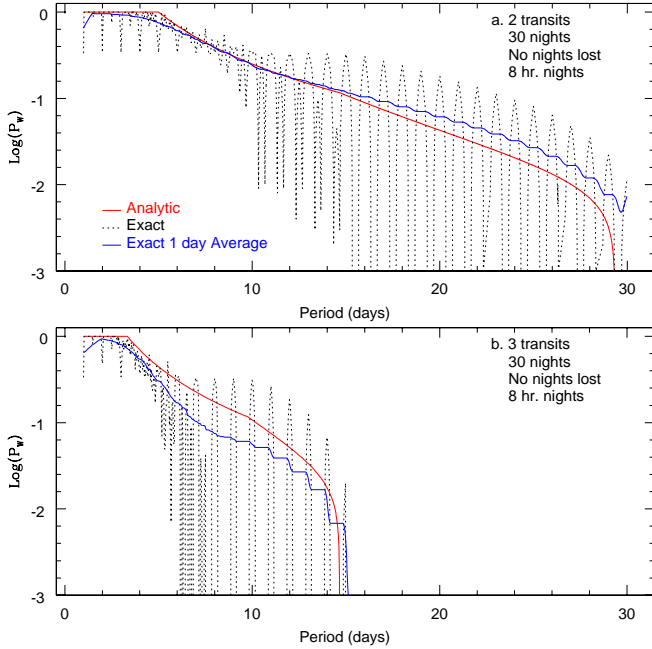 0
-1
-2
-3
Log(P_w)
a. 2 transits
30 nights
No nights lost
8 hr. nights
Analytic
Exact
Exact 1 day Average
0 10 20 30
Period (days)
0
-1
-2
-3
Log(P_w)
b. 3 transits
30 nights
No nights lost
8 hr. nights
0 10 20 30
Period (days)